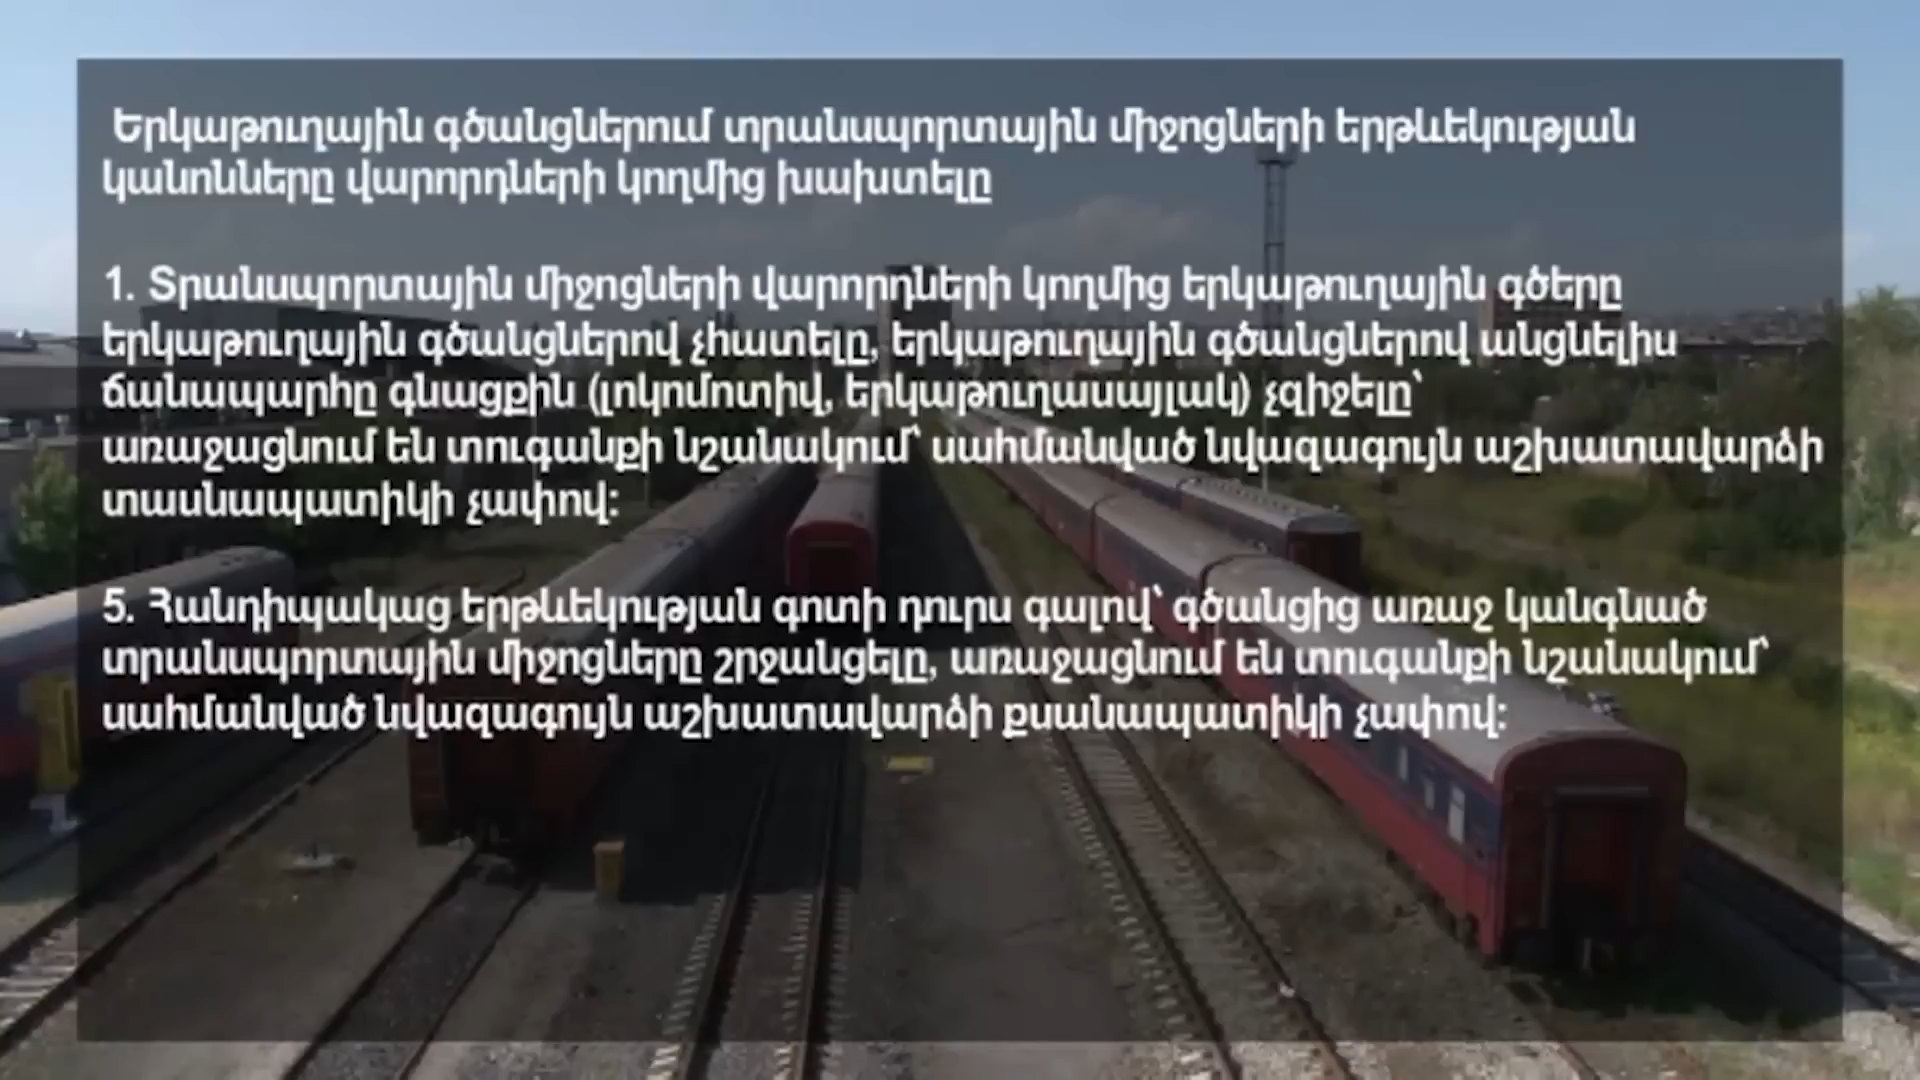 Երկաթուղային գծանցներում տրանսպորտային միջոցների երթևեկության
կանոնները վարորդների կողմից խախտելը
1. Տրանսպորտային միջոցների վարորդների կողմից երկաթուղային գծերը
երկաթուղային գծանցներով չհատելը, երկաթուղային գծանցներով անցնելիս
ճանապարհը գնացքին (լոկոմոտիվ, երկաթուղասայլակ) չզիջելը՝
առաջացնում են տուգանքի նշանակում՝ սահմանված նվազագույն աշխատավարձի
տասնապատիկի չափով:
5. Հանդիպակաց երթևեկության գոտի դուրս գալով՝ գծանցից առաջ կանգնած
տրանսպորտային միջոցները շրջանցելը, առաջացնում են տուգանքի նշանակում՝
սահմանված նվազագույն աշխատավարձի քսանապատիկի չափով: